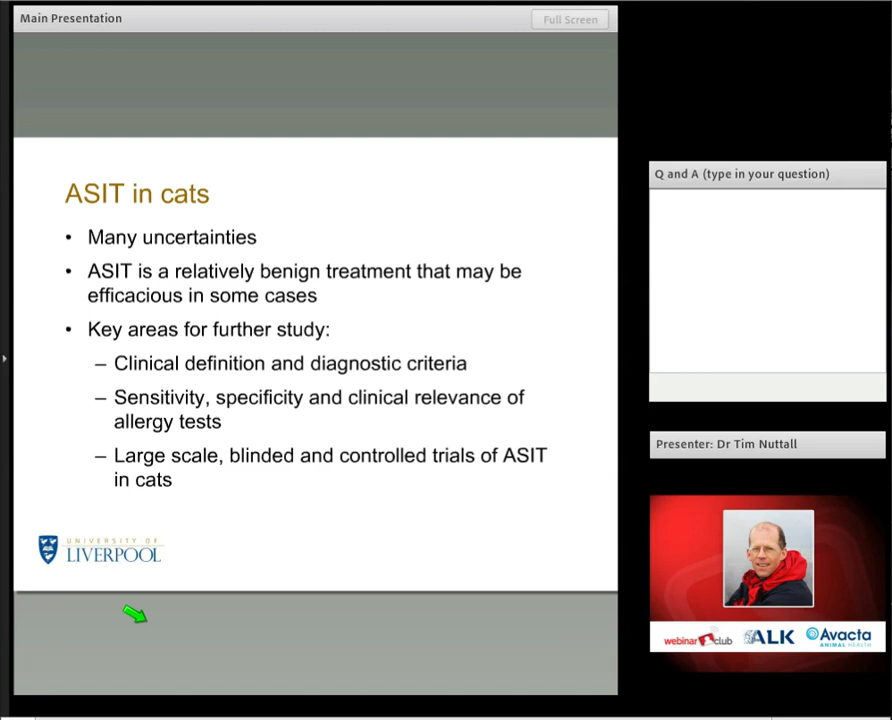 Main Presentation
Full Screen
ASIT in cats
• Many uncertainties
• ASIT is a relatively benign treatment that may be
efficacious in some cases
• Key areas for further study:
– Clinical definition and diagnostic criteria
– Sensitivity, specificity and clinical relevance of
allergy tests
– Large scale, blinded and controlled trials of ASIT
in cats
UNIVERSITY OF
LIVERPOOL
Q and A (type in your question)
Presenter: Dr Tim Nuttall
webinar club
ALK
Avacta
ANIMAL HEALTH